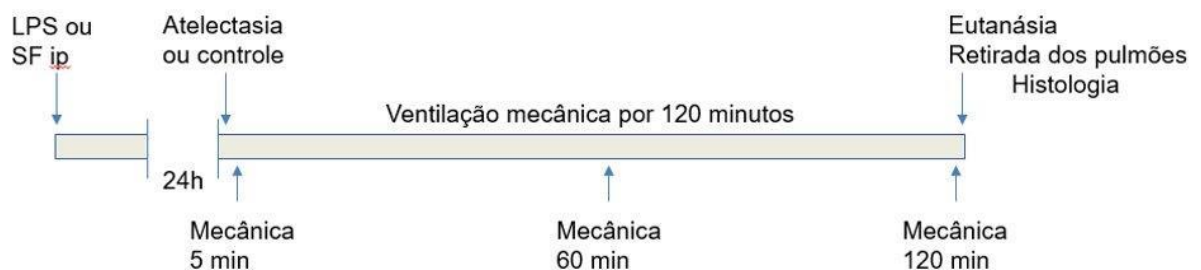 LPS ou
SF ip
Atelectasia
ou controle
Eutanásia
Retirada dos pulmões
Histologia
Ventilação mecânica por 120 minutos
24h
Mecânica
5 min
Mecânica
60 min
Mecânica
120 min